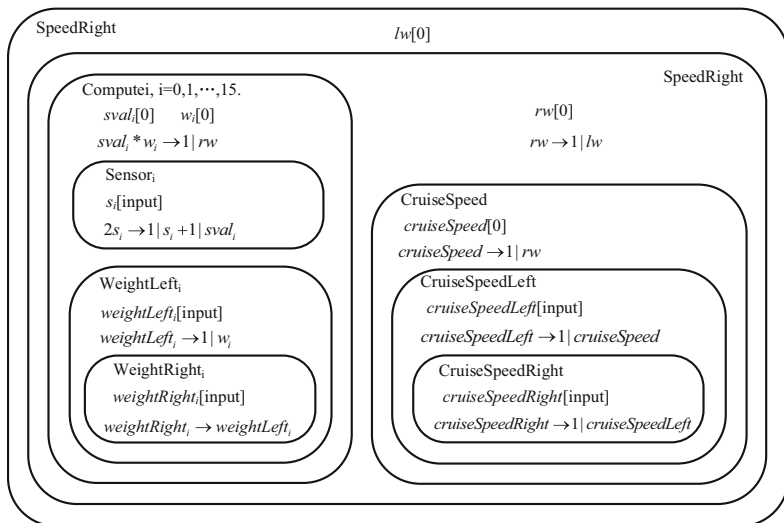 SpeedRight
lw[0]
SpeedRight
Computei, i=0,1,⋯,15.
svalᵢ[0] wᵢ[0]
svalᵢ * wᵢ → 1 | rw
Sensorᵢ
sᵢ[input]
2sᵢ → 1 | sᵢ +1 | svalᵢ
WeightLeftᵢ
weightLeftᵢ[input]
weightLeftᵢ → 1 | wᵢ
WeightRightᵢ
weightRightᵢ[input]
weightRightᵢ → weightLeftᵢ
rw[0]
rw → 1 | lw
CruiseSpeed
cruiseSpeed[0]
cruiseSpeed → 1 | rw
CruiseSpeedLeft
cruiseSpeedLeft[input]
cruiseSpeedLeft → 1 | cruiseSpeed
CruiseSpeedRight
cruiseSpeedRight[input]
cruiseSpeedRight → 1 | cruiseSpeedLeft